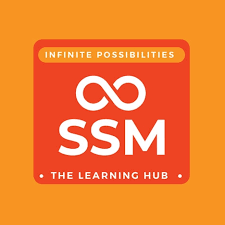 INFINITE POSSIBILITIES
SSM
• THE LEARNING HUB •